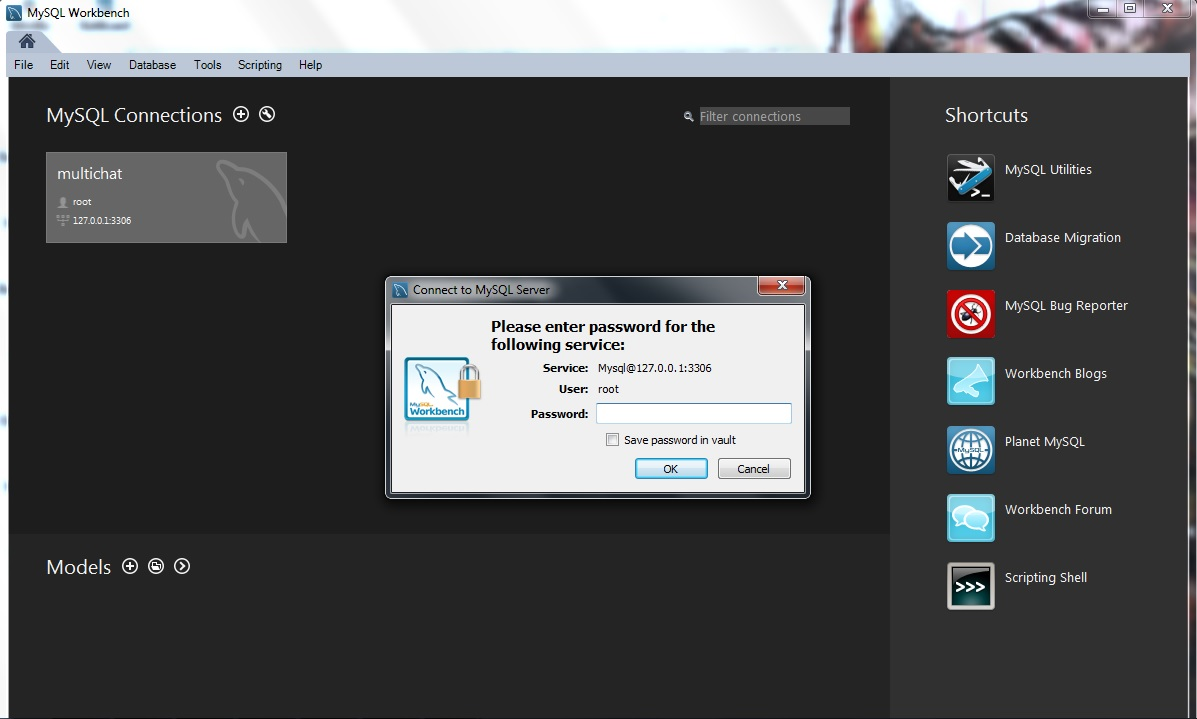 MySQL Workbench
File Edit View Database Tools Scripting Help
MySQL Connections
Filter connections
multichat
root
127.0.0.1:3306
Shortcuts
MySQL Utilities
Database Migration
MySQL Bug Reporter
Workbench Blogs
MySQL
Planet MySQL
Workbench Forum
>>>
Scripting Shell
Connect to MySQL Server
Please enter password for the
following service:
Service: Mysql@127.0.0.1:3306
User: root
Password:
MySQL
Workbench
Save password in vault
OK Cancel
Models